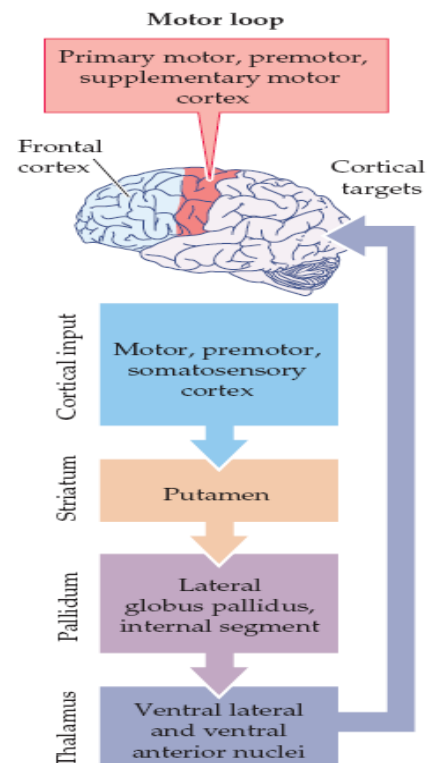 Motor loop
Primary motor, premotor,
supplementary motor
cortex
Frontal
cortex
Cortical
targets
Cortical input
Motor, premotor,
somatosensory
cortex
Striatum
Putamen
Pallidum
Lateral
globus pallidus,
internal segment
Thalamus
Ventral lateral
and ventral
anterior nuclei